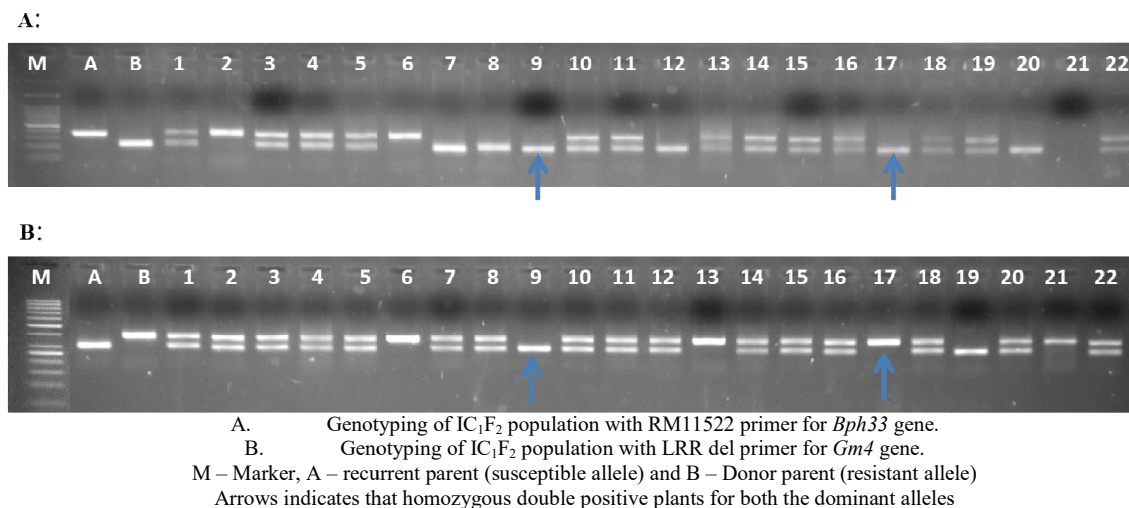 A:
M A B 1 2 3 4 5 6 7 8 9 10 11 12 13 14 15 16 17 18 19 20 21 22
B:
M A B 1 2 3 4 5 6 7 8 9 10 11 12 13 14 15 16 17 18 19 20 21 22
A. Genotyping of IC₁F₂ population with RM11522 primer for Bph33 gene.
B. Genotyping of IC₁F₂ population with LRR del primer for Gm4 gene.
M – Marker, A – recurrent parent (susceptible allele) and B – Donor parent (resistant allele)
Arrows indicates that homozygous double positive plants for both the dominant alleles